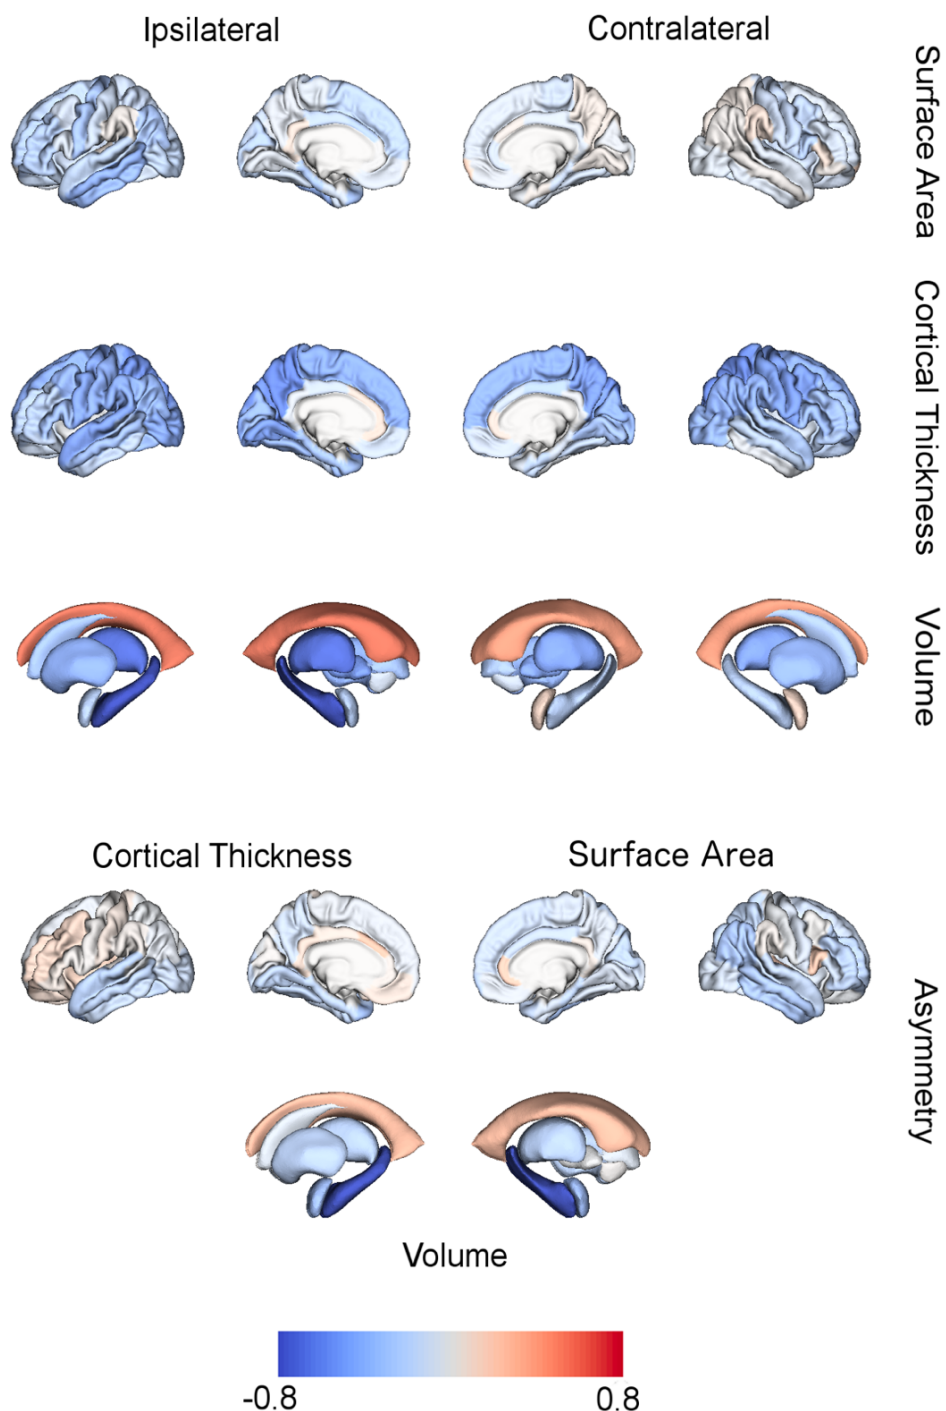 Ipsilateral
Contralateral
Surface Area
Cortical Thickness
Volume
Cortical Thickness
Surface Area
Asymmetry
Volume
-0.8
0.8